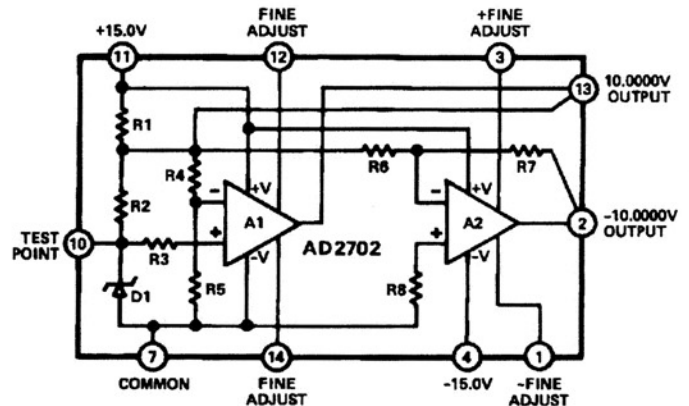 FINE
ADJUST
+FINE
ADJUST
+15.0V
11
12
3
13
10.0000V
OUTPUT
R1
R4
R6
R7
R2
+V
+V
-
-
A1
A2
2
-10.0000V
OUTPUT
TEST
POINT
10
R3
+
+
AD2702
-V
-V
D1
R5
R8
7
14
4
1
COMMON
FINE
ADJUST
-15.0V
-FINE
ADJUST